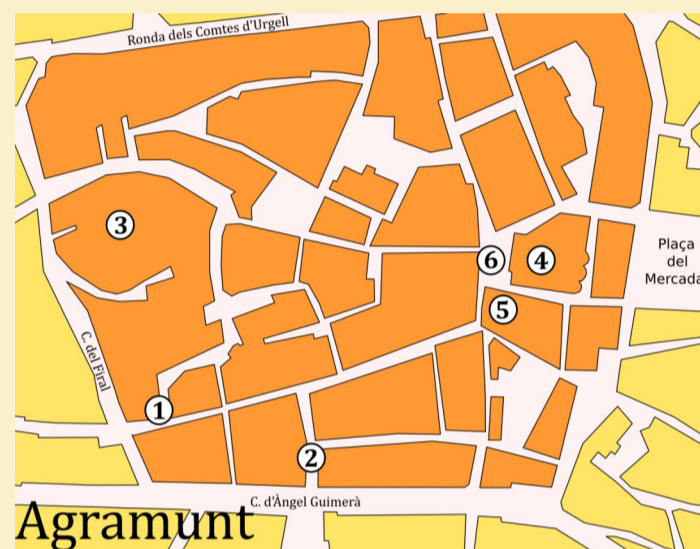 Ronda dels Comtes d'Urgell
3
6
4
Plaça
del
Mercada
5
C. del Firal
1
2
C. d'Àngel Guimerà
Agramunt